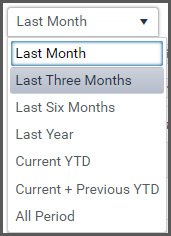 Last Month
Last Month
Last Three Months
Last Six Months
Last Year
Current YTD
Current + Previous YTD
All Period